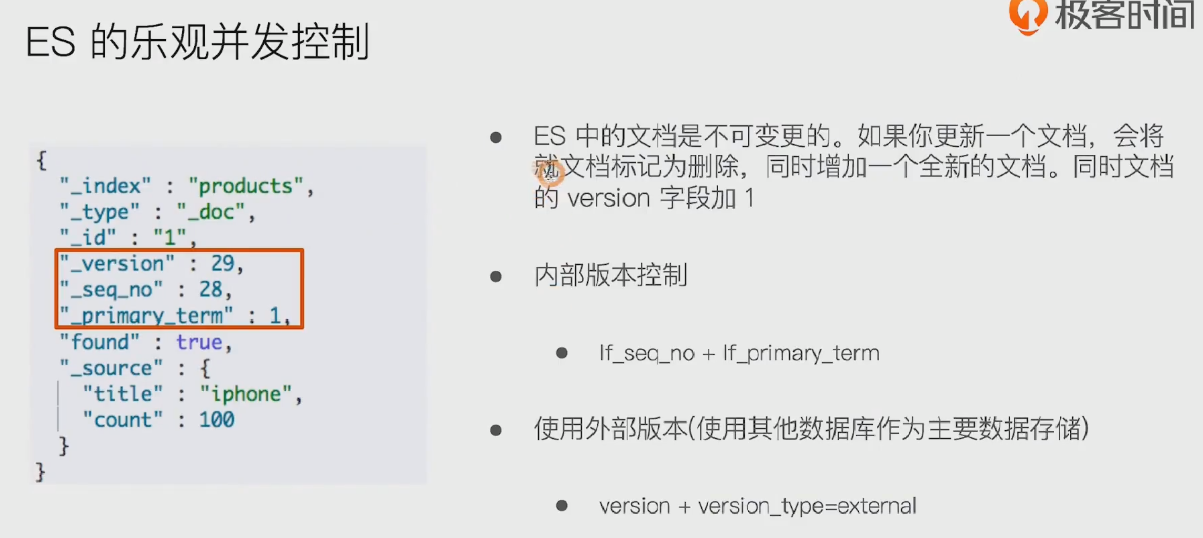 极客时间
ES 的乐观并发控制
{
"_index" : "products",
"_type" : "_doc",
"_id" : "1",
"_version" : 29,
"_seq_no" : 28,
"_primary_term" : 1,
"found" : true,
"_source" : {
"title" : "iphone",
"count" : 100
}
}
ES 中的文档是不可变更的。如果你更新一个文档，会将
就文档标记为删除，同时增加一个全新的文档。同时文档
的 version 字段加 1
内部版本控制
If_seq_no + If_primary_term
使用外部版本(使用其他数据库作为主要数据存储)
version + version_type=external